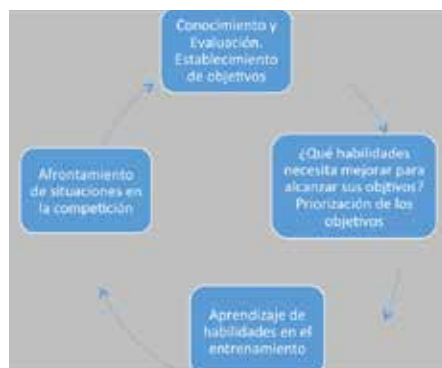 Conocimiento y
Evaluación.
Establecimiento
de objetivos
¿Qué habilidades
necesita mejorar para
alcanzar sus objtivos?
Priorización de los
objetivos
Aprendizaje de
habilidades en el
entrenamiento
Afrontamiento
de situaciones en
la competición